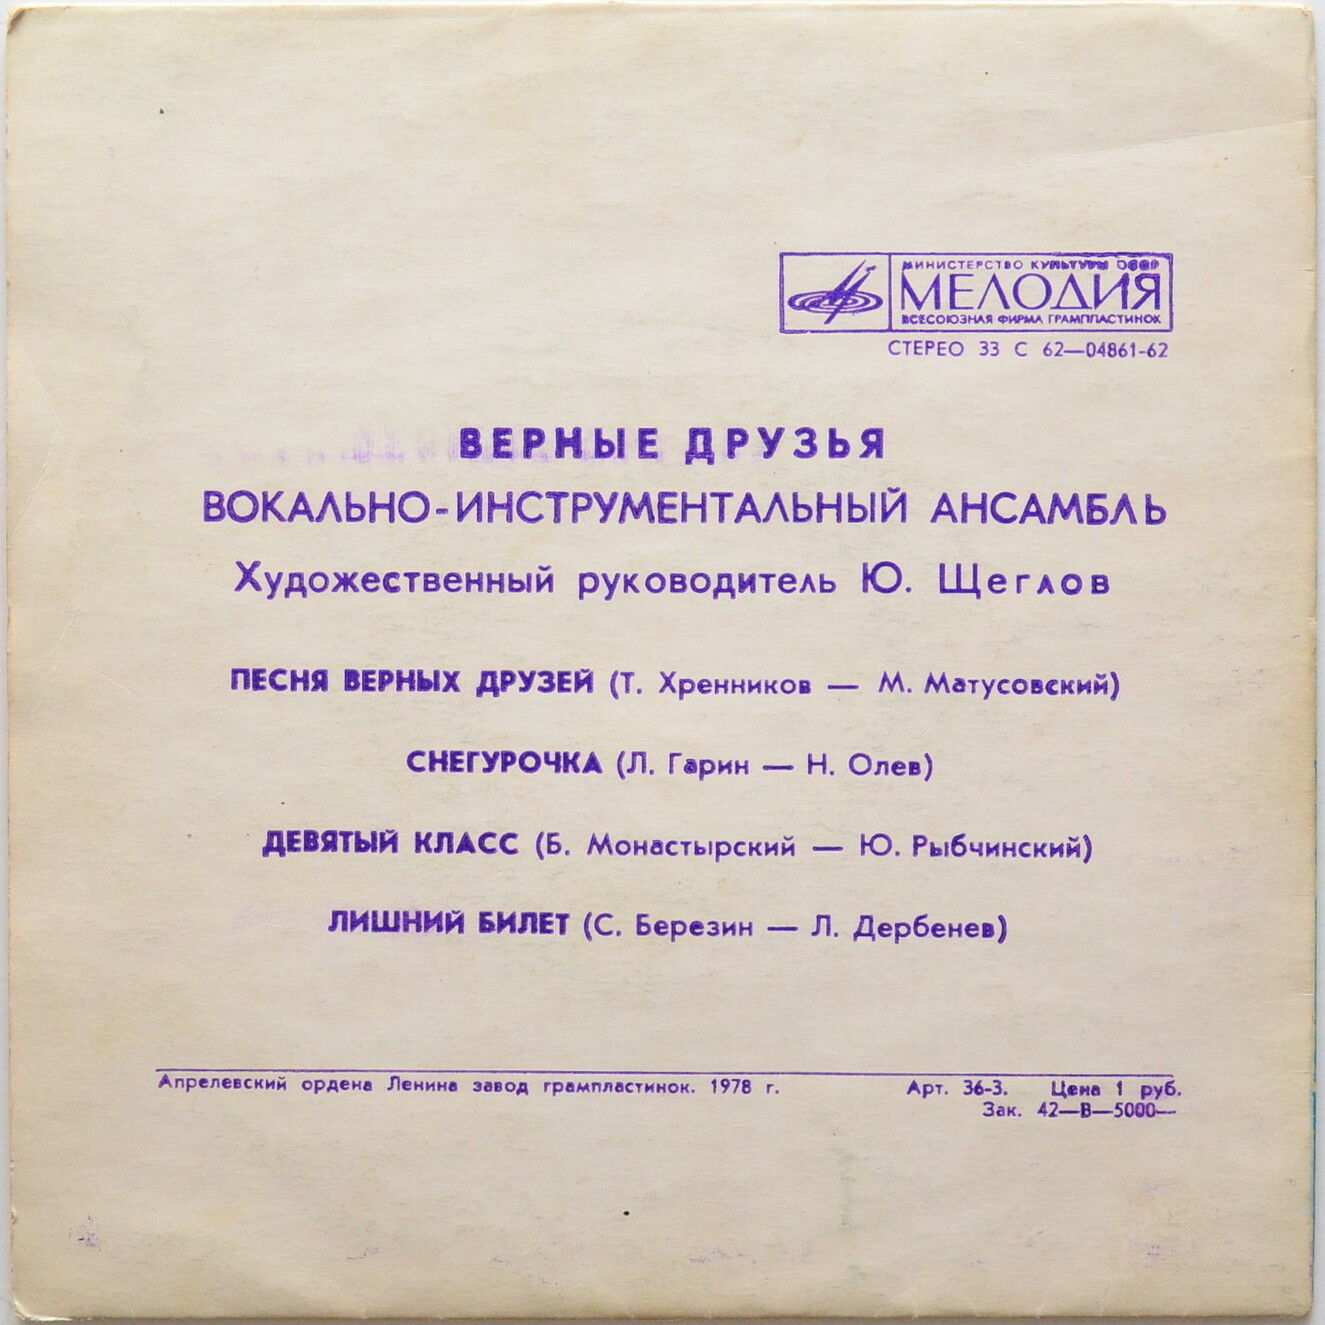 МИНИСТЕРСТВО КУЛЬТУРЫ СССР
МЕЛОДИЯ
ВСЕСОЮЗНАЯ ФИРМА ГРАМПЛАСТИНОК
СТЕРЕО 33 С 62—04861-62
ВЕРНЫЕ ДРУЗЬЯ
ВОКАЛЬНО-ИНСТРУМЕНТАЛЬНЫЙ АНСАМБЛЬ
Художественный руководитель Ю. Щеглов
ПЕСНЯ ВЕРНЫХ ДРУЗЕЙ (Т. Хренников — М. Матусовский)
СНЕГУРОЧКА (Л. Гарин — Н. Олев)
ДЕВЯТЫЙ КЛАСС (Б. Монастырский — Ю. Рыбчинский)
ЛИШНИЙ БИЛЕТ (С. Березин — Л. Дербенев)
Апрелевский ордена Ленина завод грампластинок. 1978 г. Арт. 36-3. Цена 1 руб.
Зак. 42—В—5000—